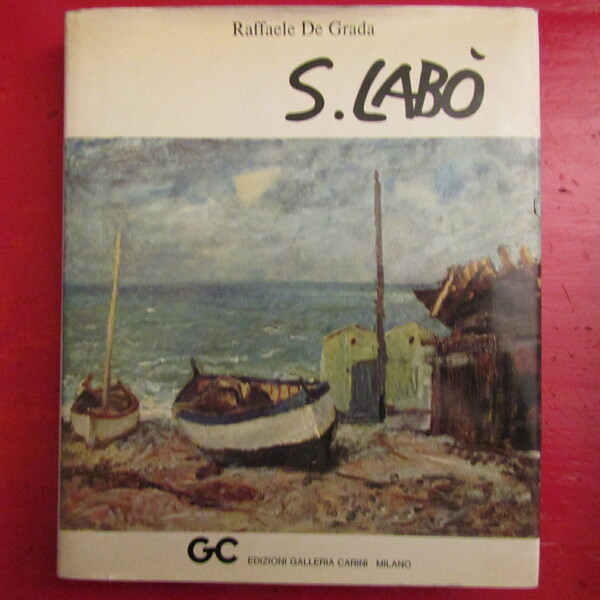 Raffaele De Grada
S. LABÒ
GC EDIZIONI GALLERIA CARINI MILANO